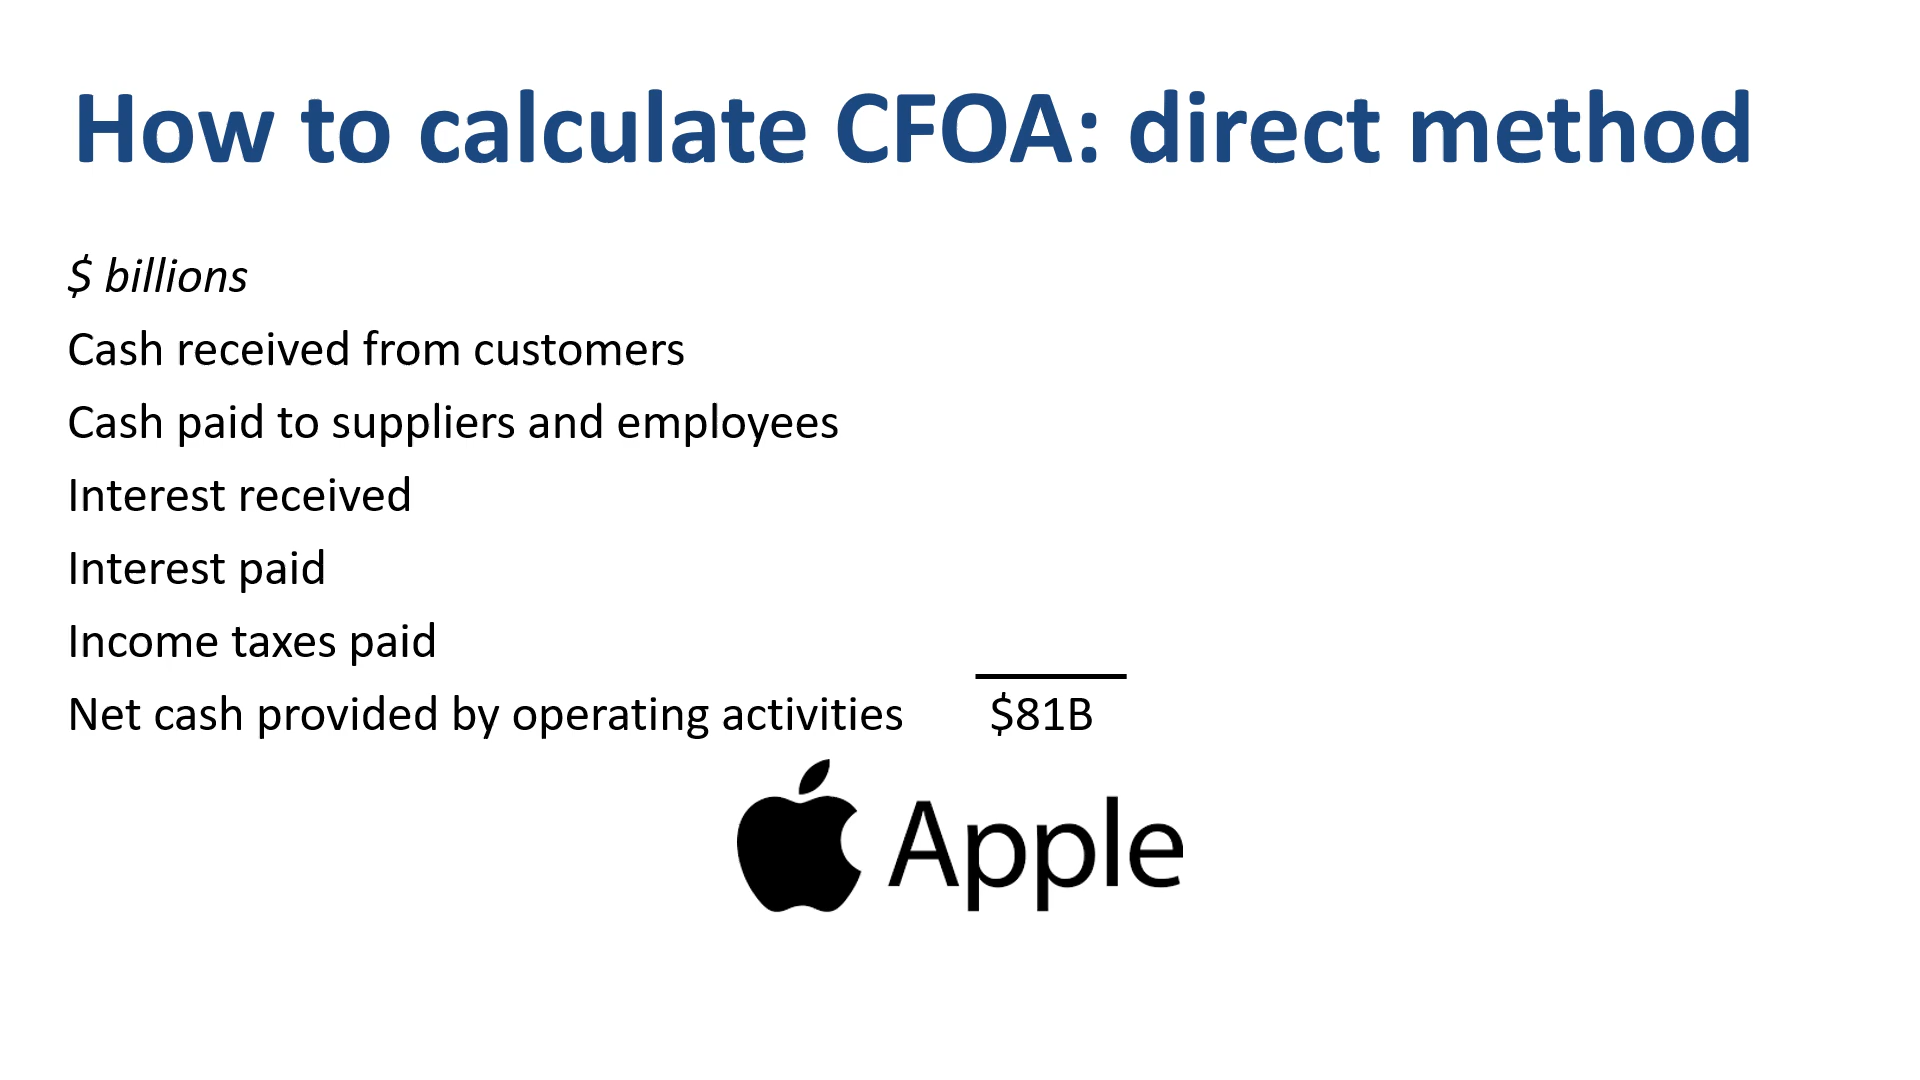 How to calculate CFOA: direct method
$ billions
Cash received from customers
Cash paid to suppliers and employees
Interest received
Interest paid
Income taxes paid
Net cash provided by operating activities $81B
Apple